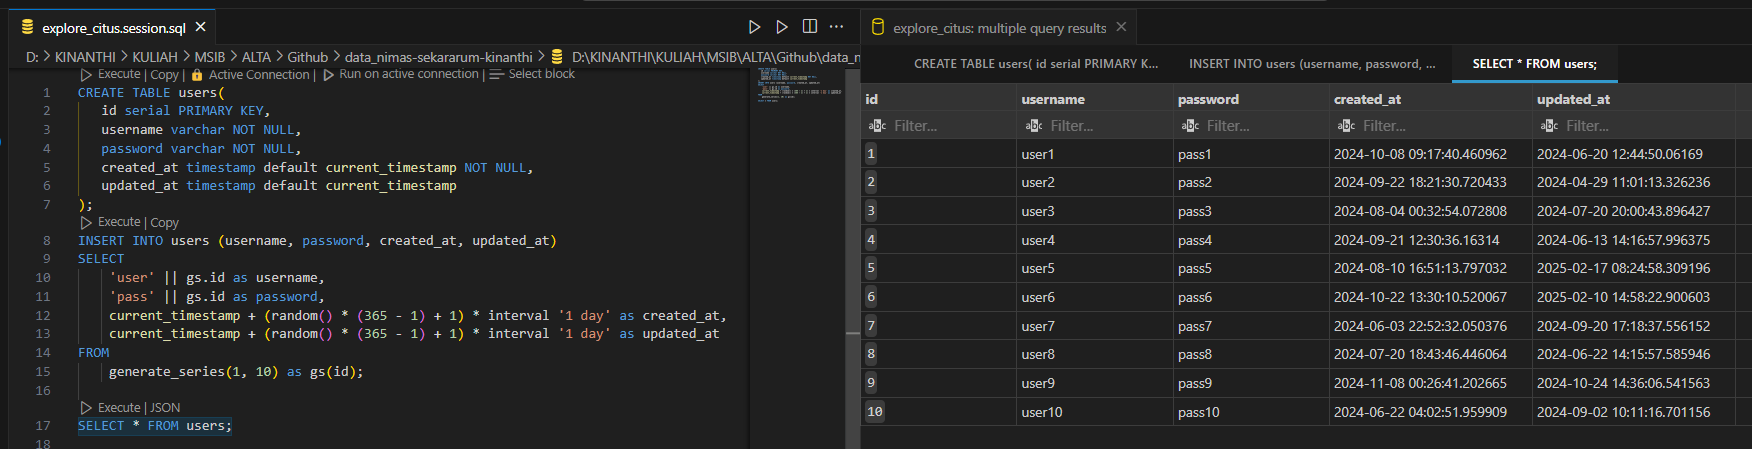 explore_citus.session.sql
D: > KINANTHI > KULIAH > MSIB > ALTA > Github > data_nimas-sekararum-kinanthi > D:\KINANTHI\KULIAH\MSIB\ALTA\Github\data_n
Execute | Copy | Active Connection | Run on active connection | Select block
1 CREATE TABLE users(
2 id serial PRIMARY KEY,
3 username varchar NOT NULL,
4 password varchar NOT NULL,
5 created_at timestamp default current_timestamp NOT NULL,
6 updated_at timestamp default current_timestamp
7 );
Execute | Copy
8 INSERT INTO users (username, password, created_at, updated_at)
9 SELECT
10 'user' || gs.id as username,
11 'pass' || gs.id as password,
12 current_timestamp + (random() * (365 - 1) + 1) * interval '1 day' as created_at,
13 current_timestamp + (random() * (365 - 1) + 1) * interval '1 day' as updated_at
14 FROM
15 generate_series(1, 10) as gs(id);
16
Execute | JSON
17 SELECT * FROM users;
18
explore_citus: multiple query results
CREATE TABLE users( id serial PRIMARY K... INSERT INTO users (username, password, ... SELECT * FROM users;
id username password created_at updated_at
abc Filter... abc Filter... abc Filter... abc Filter... abc Filter...
1 user1 pass1 2024-10-08 09:17:40.460962 2024-06-20 12:44:50.06169
2 user2 pass2 2024-09-22 18:21:30.720433 2024-04-29 11:01:13.326236
3 user3 pass3 2024-08-04 00:32:54.072808 2024-07-20 20:00:43.896427
4 user4 pass4 2024-09-21 12:30:36.16314 2024-06-13 14:16:57.996375
5 user5 pass5 2024-08-10 16:51:13.797032 2025-02-17 08:24:58.309196
6 user6 pass6 2024-10-22 13:30:10.520067 2025-02-10 14:58:22.900603
7 user7 pass7 2024-06-03 22:52:32.050376 2024-09-20 17:18:37.556152
8 user8 pass8 2024-07-20 18:43:46.446064 2024-06-22 14:15:57.585946
9 user9 pass9 2024-11-08 00:26:41.202665 2024-10-24 14:36:06.541563
10 user10 pass10 2024-06-22 04:02:51.959909 2024-09-02 10:11:16.701156